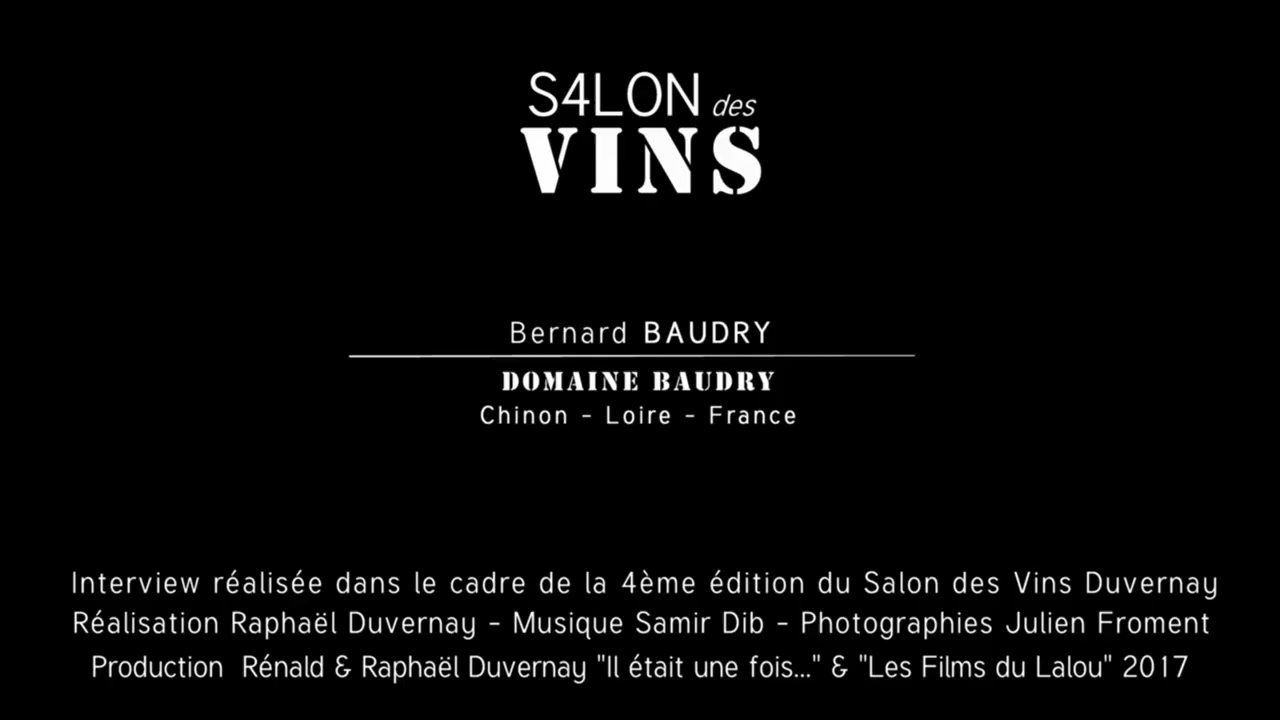 S4LON des
VINS
Bernard BAUDRY
DOMAINE BAUDRY
Chinon - Loire - France
Interview réalisée dans le cadre de la 4ème édition du Salon des Vins Duvernay
Réalisation Raphaël Duvernay - Musique Samir Dib - Photographies Julien Froment
Production Rénald & Raphaël Duvernay "Il était une fois..." & "Les Films du Lalou" 2017